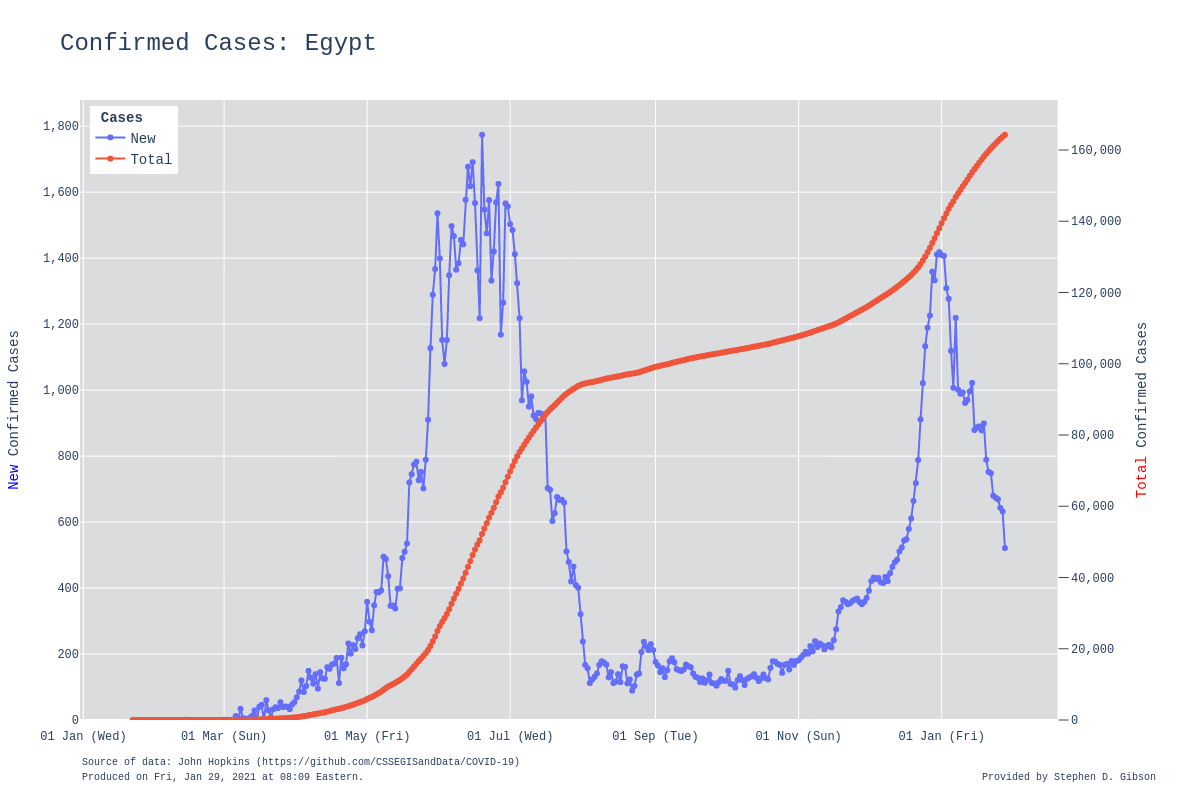 Confirmed Cases: Egypt
Cases
New
Total
1,800
1,600
1,400
1,200
1,000
800
600
400
200
0
160,000
140,000
120,000
100,000
80,000
60,000
40,000
20,000
0
New Confirmed Cases
Total Confirmed Cases
01 Jan (Wed) 01 Mar (Sun) 01 May (Fri) 01 Jul (Wed) 01 Sep (Tue) 01 Nov (Sun) 01 Jan (Fri)
Source of data: John Hopkins (https://github.com/CSSEGISandData/COVID-19)
Produced on Fri, Jan 29, 2021 at 08:09 Eastern.
Provided by Stephen D. Gibson